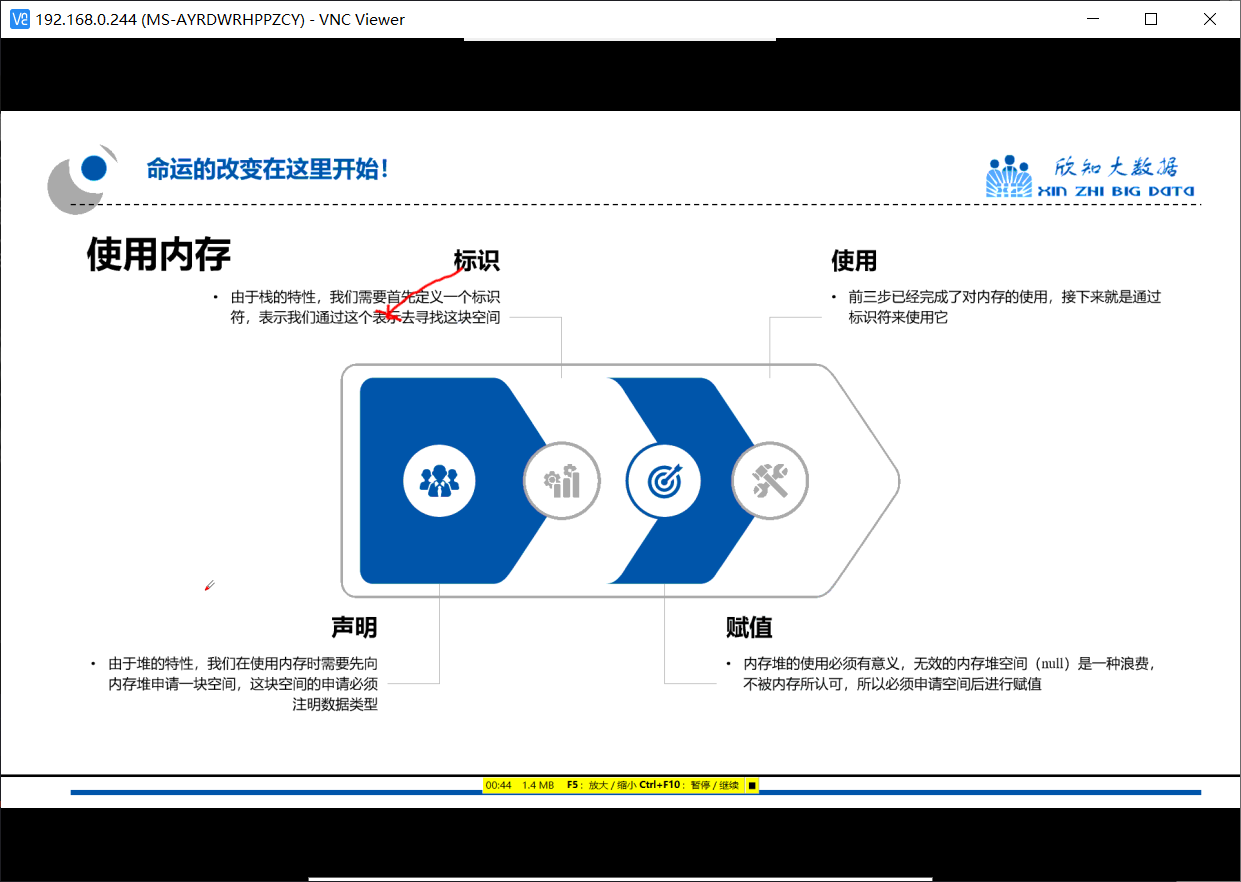 192.168.0.244 (MS-AYRDWRHPPZCY) - VNC Viewer
命运的改变在这里开始！
欣知大数据
XIN ZHI BIG DATA
使用内存
标识
• 由于栈的特性，我们需要首先定义一个标识
符，表示我们通过这个表示去寻找这块空间
使用
• 前三步已经完成了对内存的使用，接下来就是通过
标识符来使用它
声明
• 由于堆的特性，我们在使用内存时需要先向
内存堆申请一块空间，这块空间的申请必须
注明数据类型
赋值
• 内存堆的使用必须有意义，无效的内存堆空间（null）是一种浪费，
不被内存所认可，所以必须申请空间后进行赋值
00:44 1.4 MB F5：放大 / 缩小 Ctrl+F10：暂停 / 继续